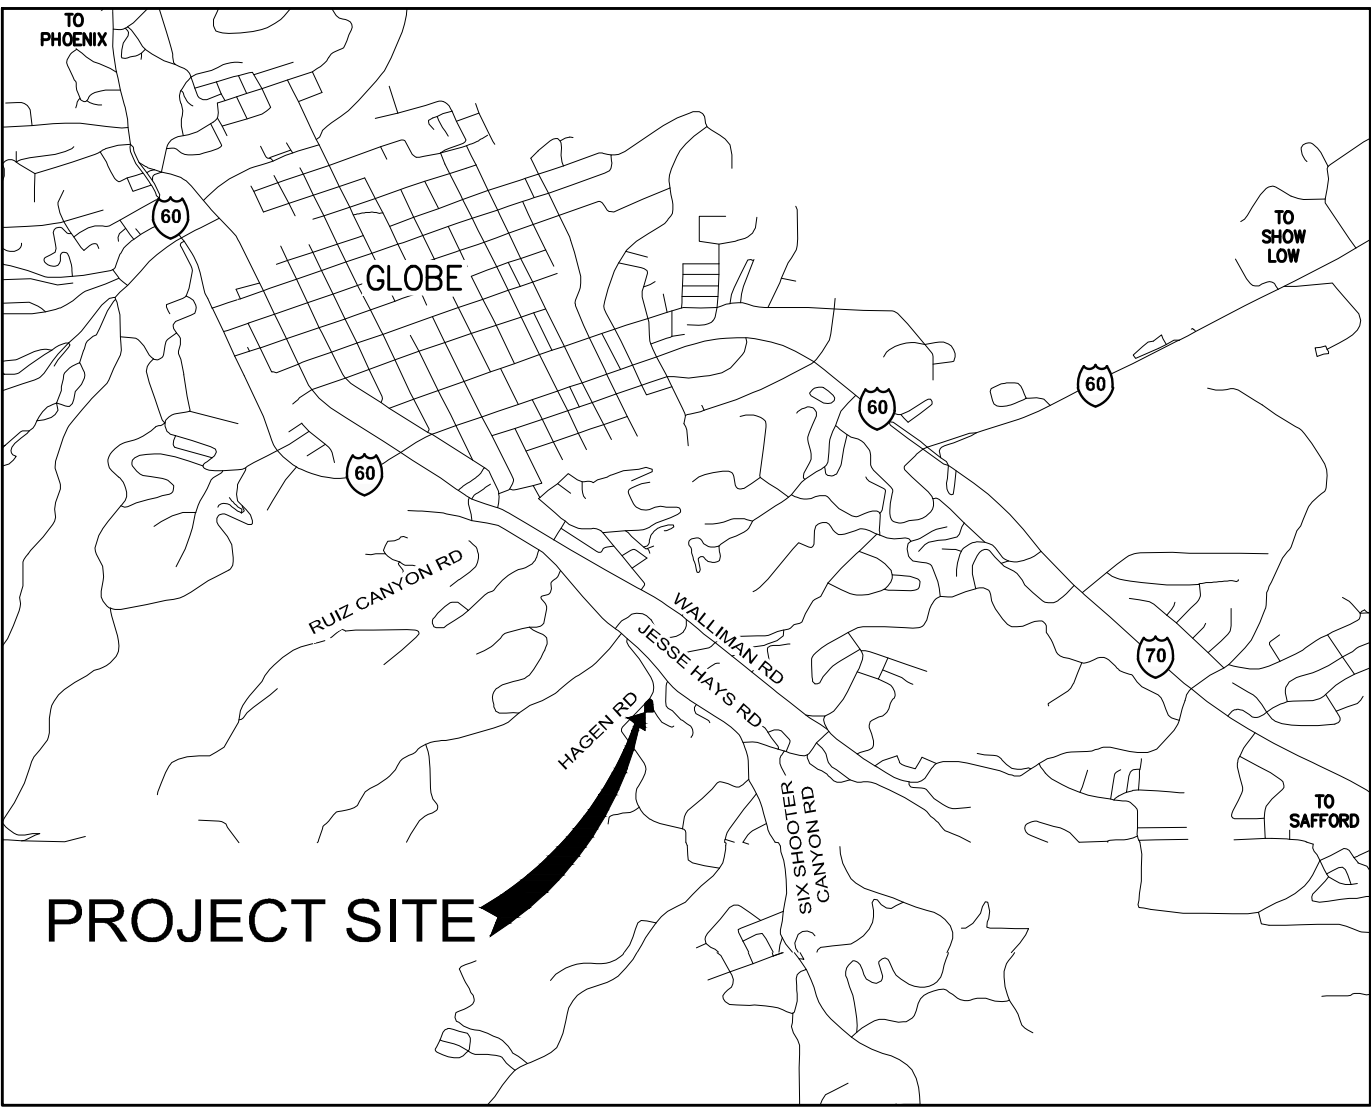 TO
PHOENIX
60
TO
SHOW
LOW
GLOBE
60
60
60
RUIZ CANYON RD
WALLIMAN RD
JESSE HAYS RD
70
HAGEN RD
SIX SHOOTER
CANYON RD
TO
SAFFORD
PROJECT SITE